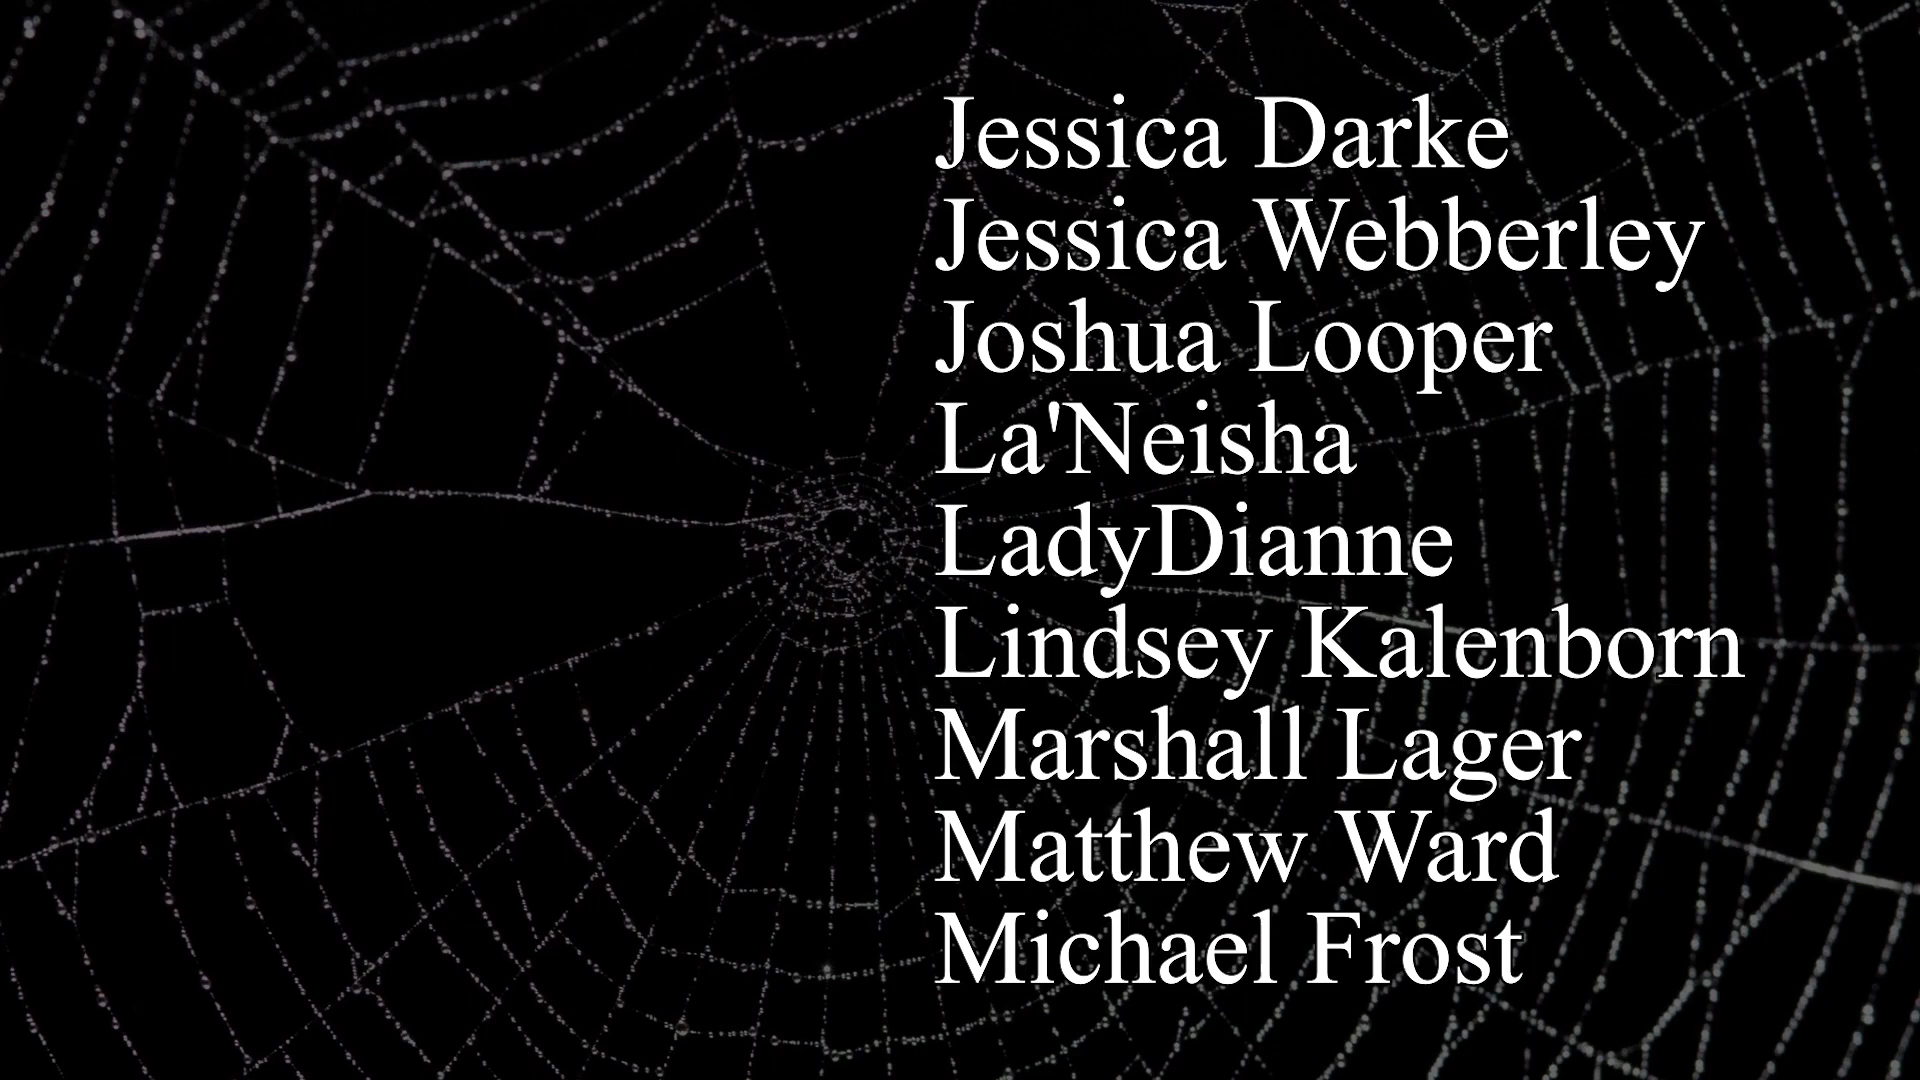 Jessica Darke
Jessica Webberley
Joshua Looper
La'Neisha
LadyDianne
Lindsey Kalenborn
Marshall Lager
Matthew Ward
Michael Frost